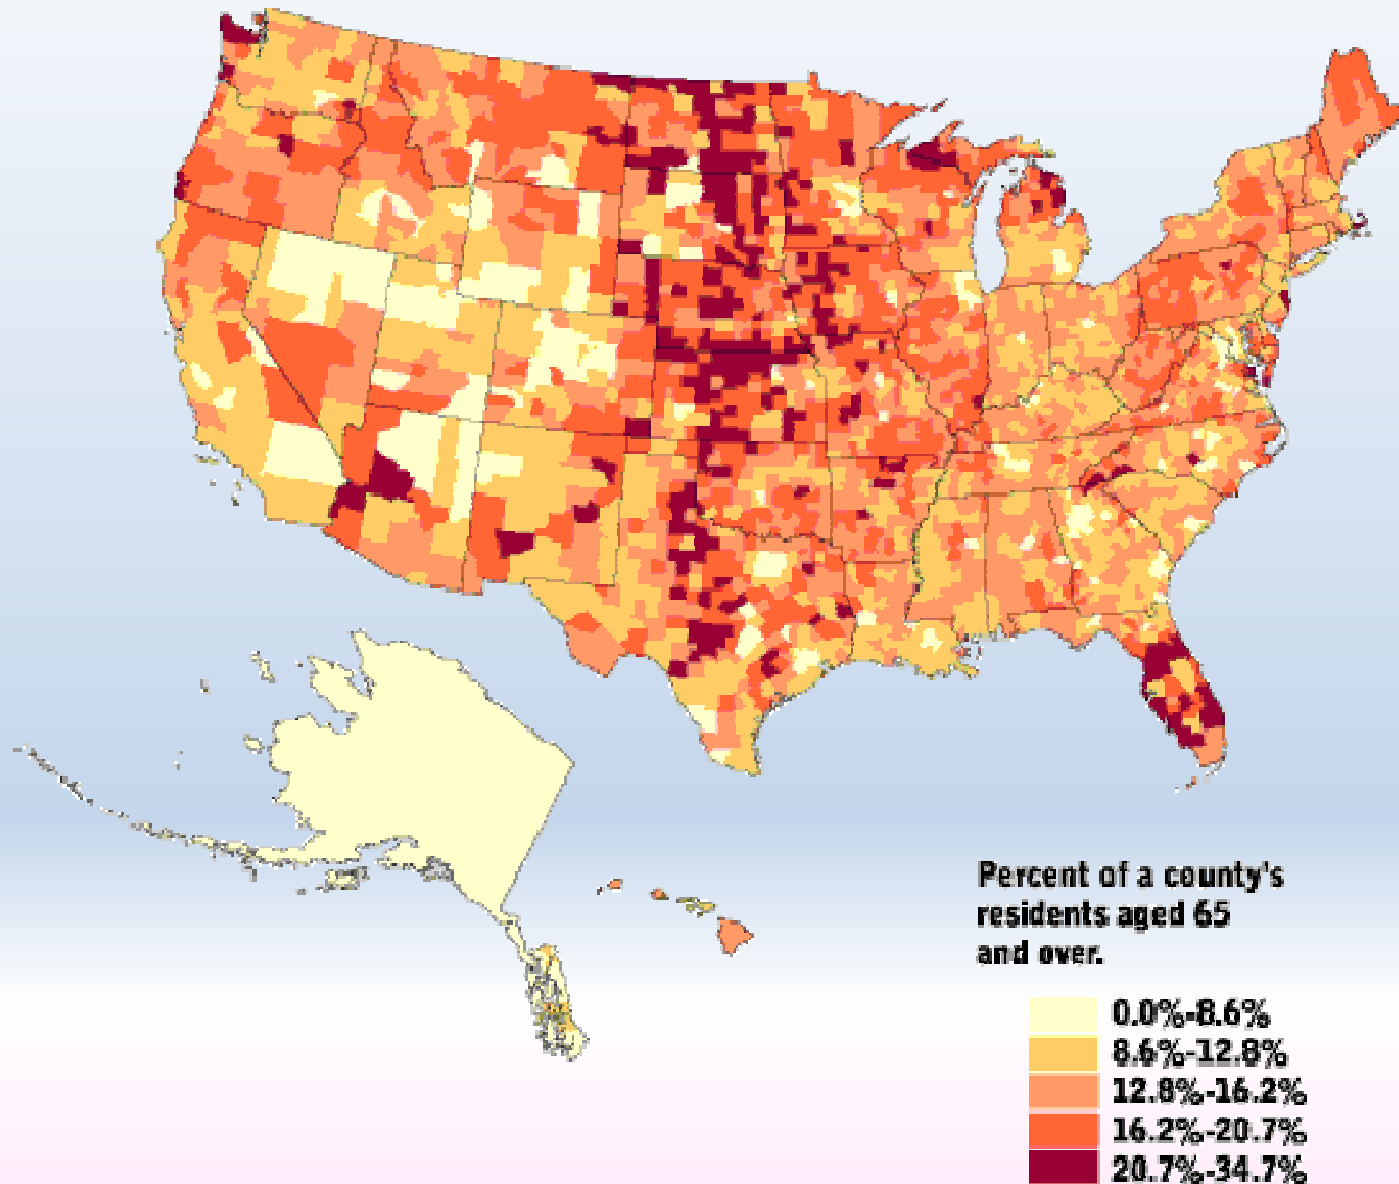 Percent of a county's
residents aged 65
and over.
0.0%-8.6%
8.6%-12.8%
12.8%-16.2%
16.2%-20.7%
20.7%-34.7%